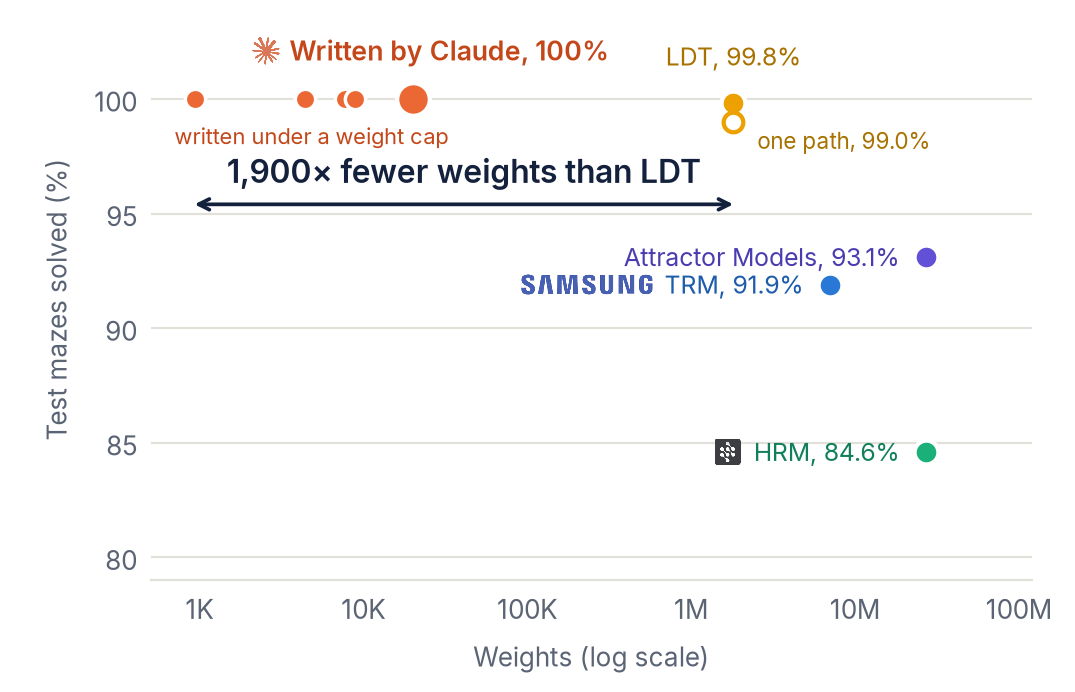 Written by Claude, 100%
LDT, 99.8%
100
written under a weight cap
one path, 99.0%
1,900× fewer weights than LDT
95
Attractor Models, 93.1%
SAMSUNG TRM, 91.9%
90
85
HRM, 84.6%
80
Test mazes solved (%)
1K 10K 100K 1M 10M 100M
Weights (log scale)